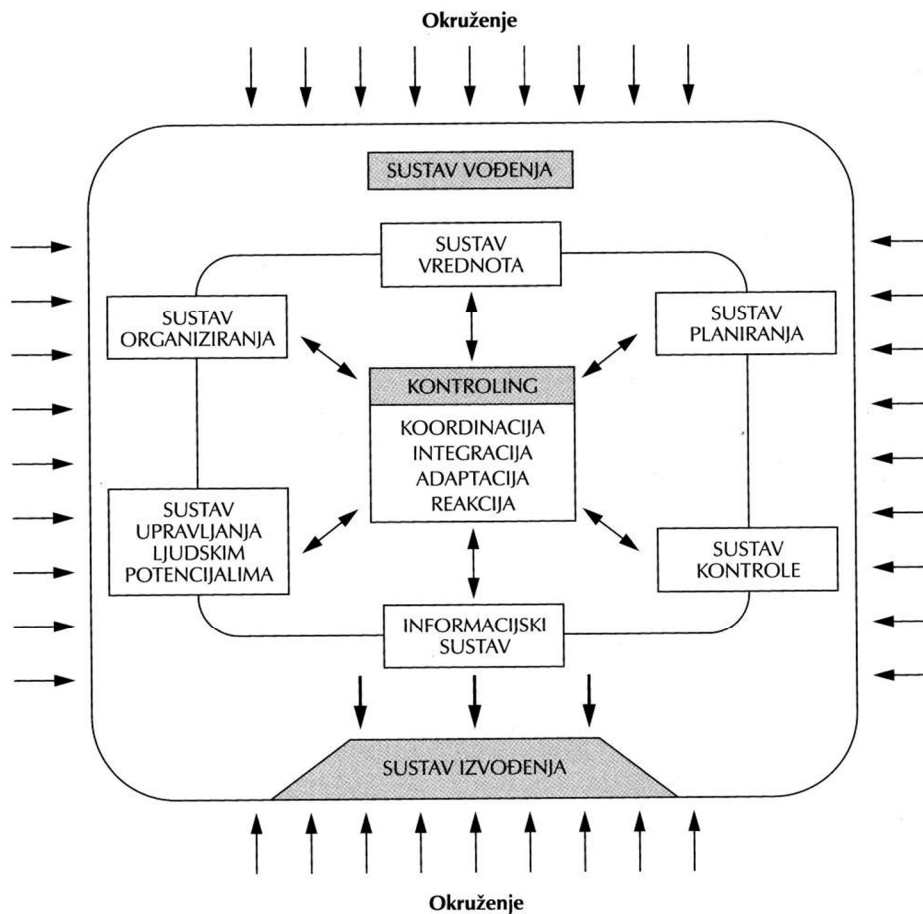 Okruženje
SUSTAV VOĐENJA
SUSTAV
VREDNOTA
SUSTAV
ORGANIZIRANJA
SUSTAV
PLANIRANJA
KONTROLING
KOORDINACIJA
INTEGRACIJA
ADAPTACIJA
REAKCIJA
SUSTAV
UPRAVLJANJA
LJUDSKIM
POTENCIJALIMA
SUSTAV
KONTROLE
INFORMACIJSKI
SUSTAV
SUSTAV IZVOĐENJA
Okruženje